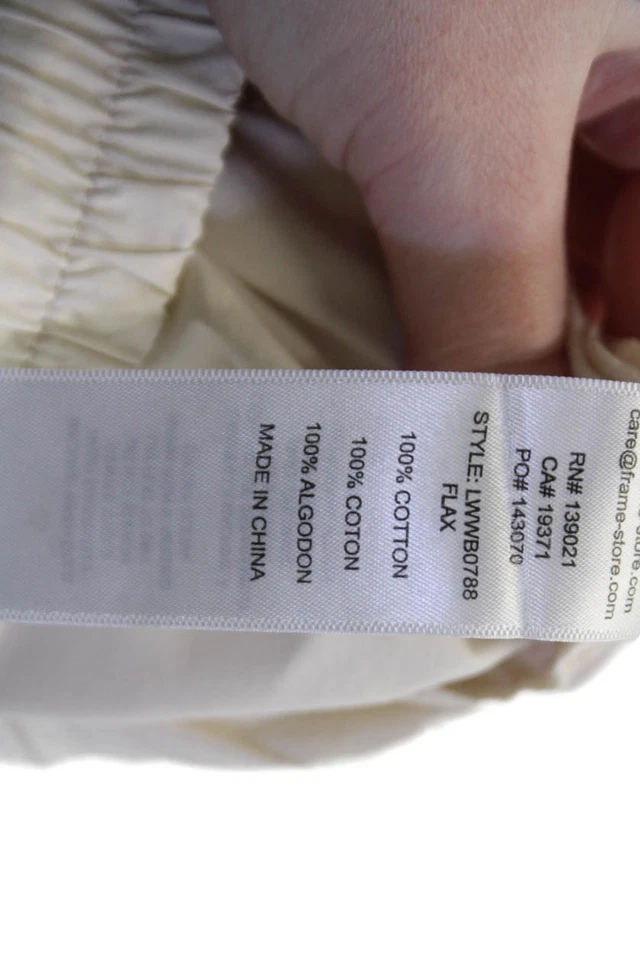 care@frame-store.com
RN# 139021
CA# 19371
PO# 143070
STYLE: LWWB0788
FLAX
100% COTTON
100% COTON
100% ALGODON
MADE IN CHINA